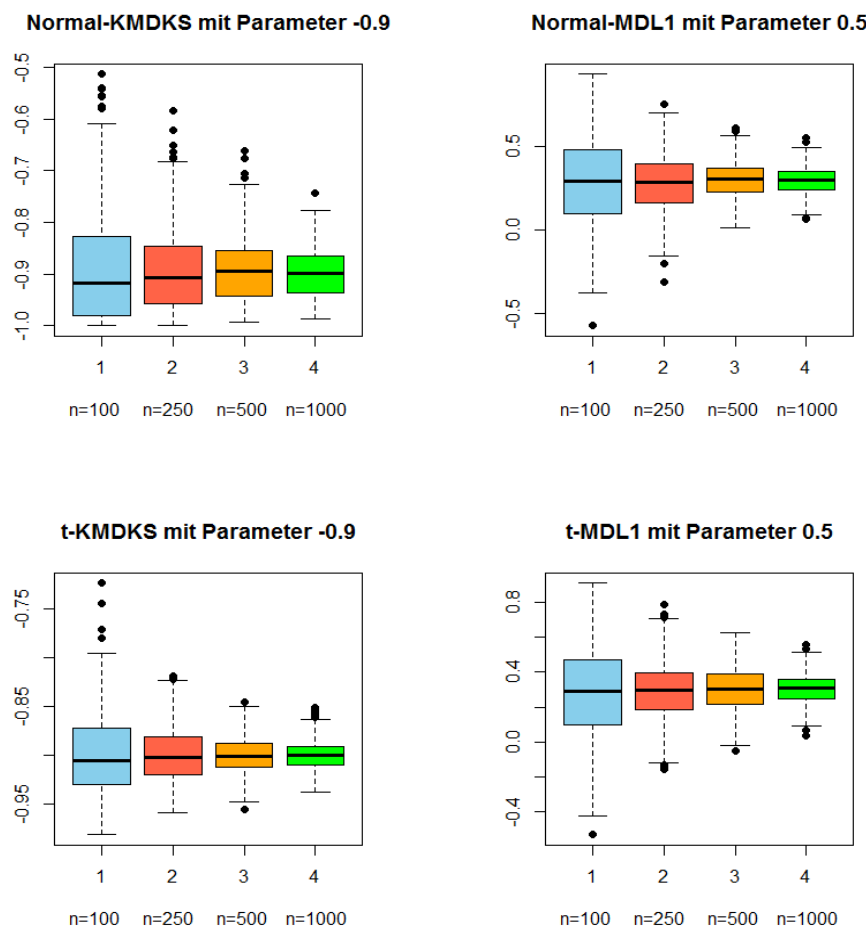 Normal-KMDKS mit Parameter -0.9
-0.5
-0.6
-0.7
-0.8
-0.9
-1.0
1 2 3 4
n=100 n=250 n=500 n=1000
Normal-MDL1 mit Parameter 0.5
0.5
0.0
-0.5
1 2 3 4
n=100 n=250 n=500 n=1000
t-KMDKS mit Parameter -0.9
-0.75
-0.85
-0.95
1 2 3 4
n=100 n=250 n=500 n=1000
t-MDL1 mit Parameter 0.5
0.8
0.4
0.0
-0.4
1 2 3 4
n=100 n=250 n=500 n=1000